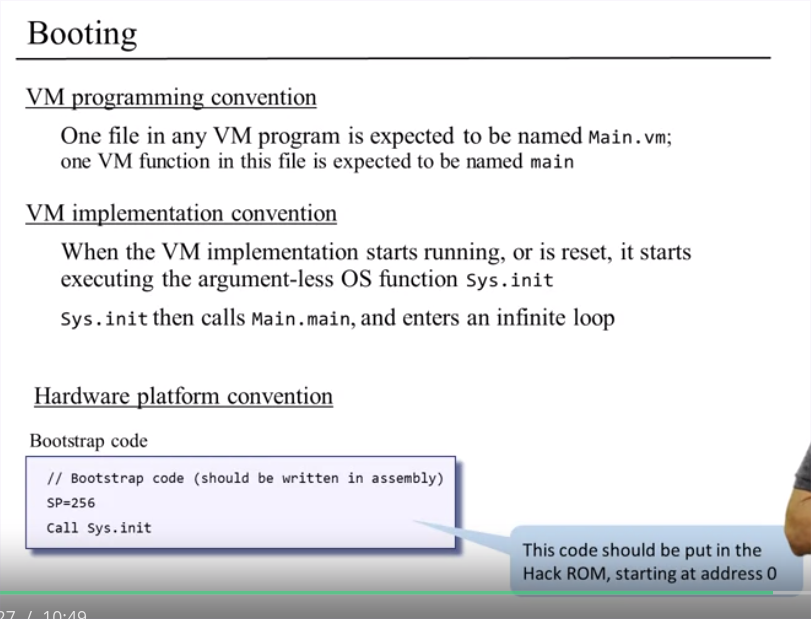 Booting
VM programming convention
One file in any VM program is expected to be named Main.vm;
one VM function in this file is expected to be named main
VM implementation convention
When the VM implementation starts running, or is reset, it starts
executing the argument-less OS function Sys.init
Sys.init then calls Main.main, and enters an infinite loop
Hardware platform convention
Bootstrap code
// Bootstrap code (should be written in assembly)
SP=256
Call Sys.init
This code should be put in the
Hack ROM, starting at address 0
27 / 10:49